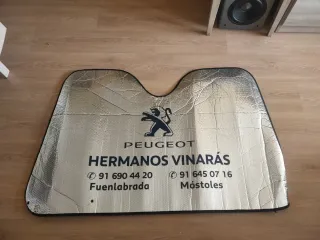 PEUGEOT
HERMANOS VINARÁS
91 690 44 20 91 645 07 16
Fuenlabrada Móstoles